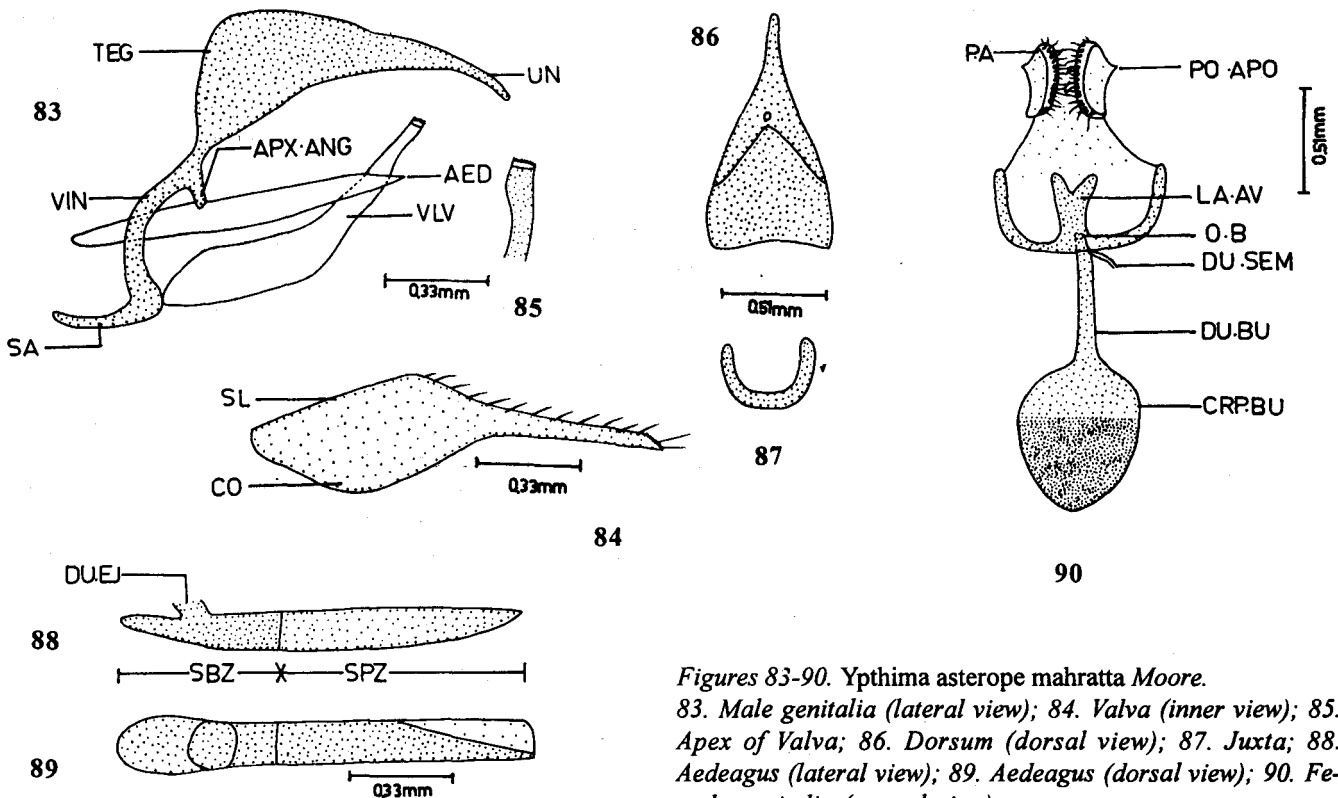 TEG
UN
83
APX·ANG
VIN
AED
VLV
0,33mm
85
SA
SL
CO
0,33mm
84
86
0,51mm
87
P.A
PO·APO
0,51mm
LA·AV
O·B
DU·SEM
DU·BU
CRP.BU
90
DU.EJ
88
SBZ
SPZ
89
0,33mm
Figures 83-90. Ypthima asterope mahratta Moore.
83. Male genitalia (lateral view); 84. Valva (inner view); 85.
Apex of Valva; 86. Dorsum (dorsal view); 87. Juxta; 88.
Aedeagus (lateral view); 89. Aedeagus (dorsal view); 90. Fe-